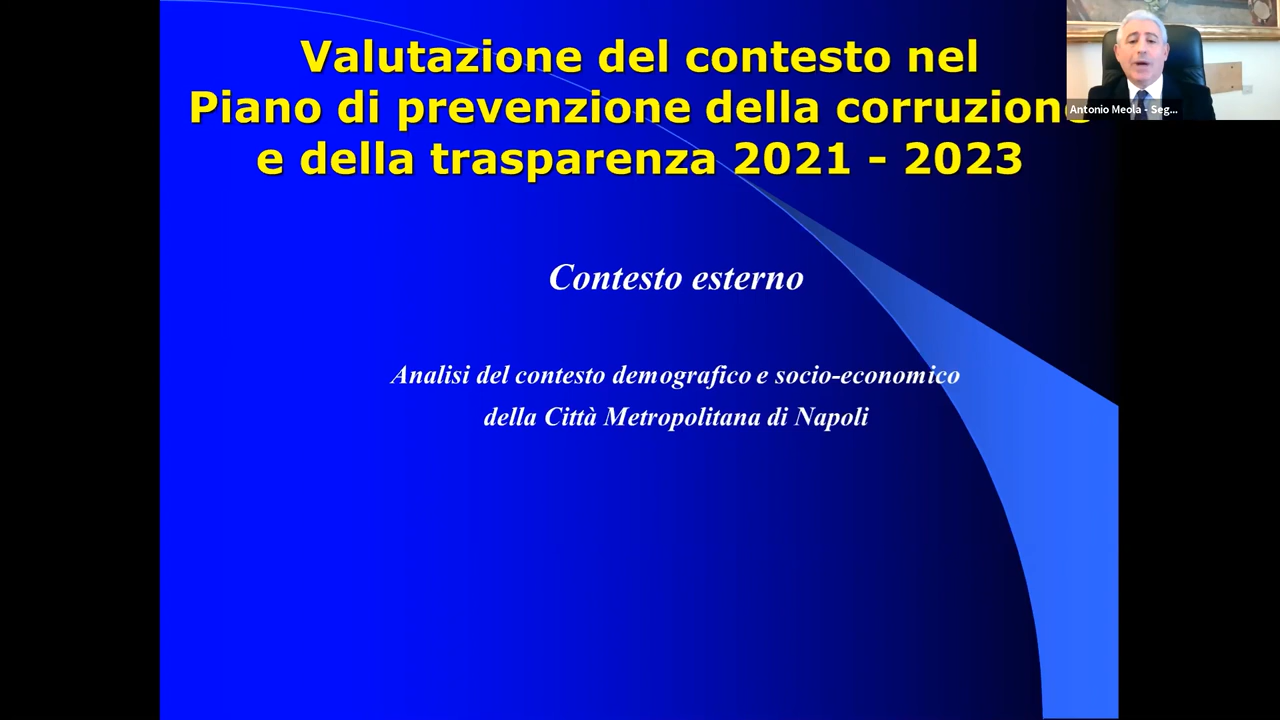 Valutazione del contesto nel
Piano di prevenzione della corruzione
e della trasparenza 2021 - 2023
Antonio Meola - Seg...
Contesto esterno
Analisi del contesto demografico e socio-economico
della Città Metropolitana di Napoli